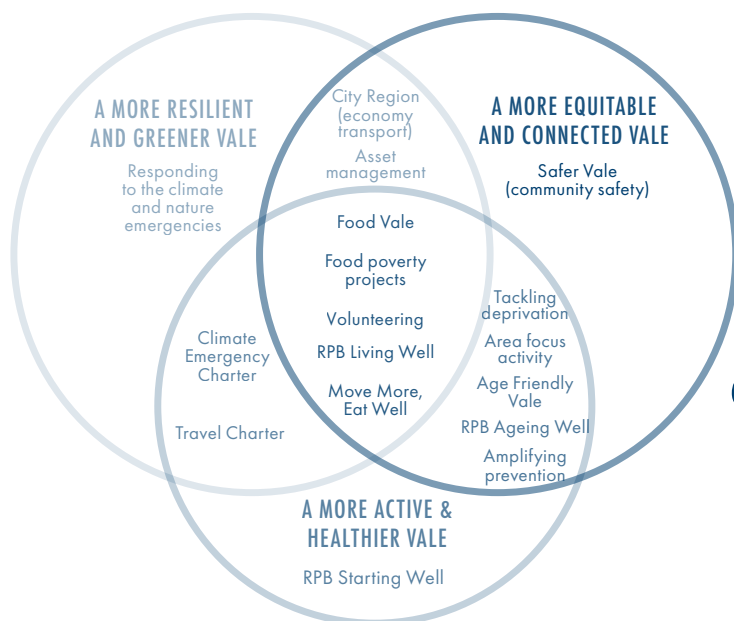 A MORE RESILIENT
AND GREENER VALE
Responding
to the climate
and nature
emergencies
City Region
(economy
transport)
Asset
management
A MORE EQUITABLE
AND CONNECTED VALE
Safer Vale
(community safety)
Food Vale
Food poverty
projects
Volunteering
RPB Living Well
Move More,
Eat Well
Climate
Emergency
Charter
Travel Charter
Tackling
deprivation
Area focus
activity
Age Friendly
Vale
RPB Ageing Well
Amplifying
prevention
A MORE ACTIVE &
HEALTHIER VALE
RPB Starting Well